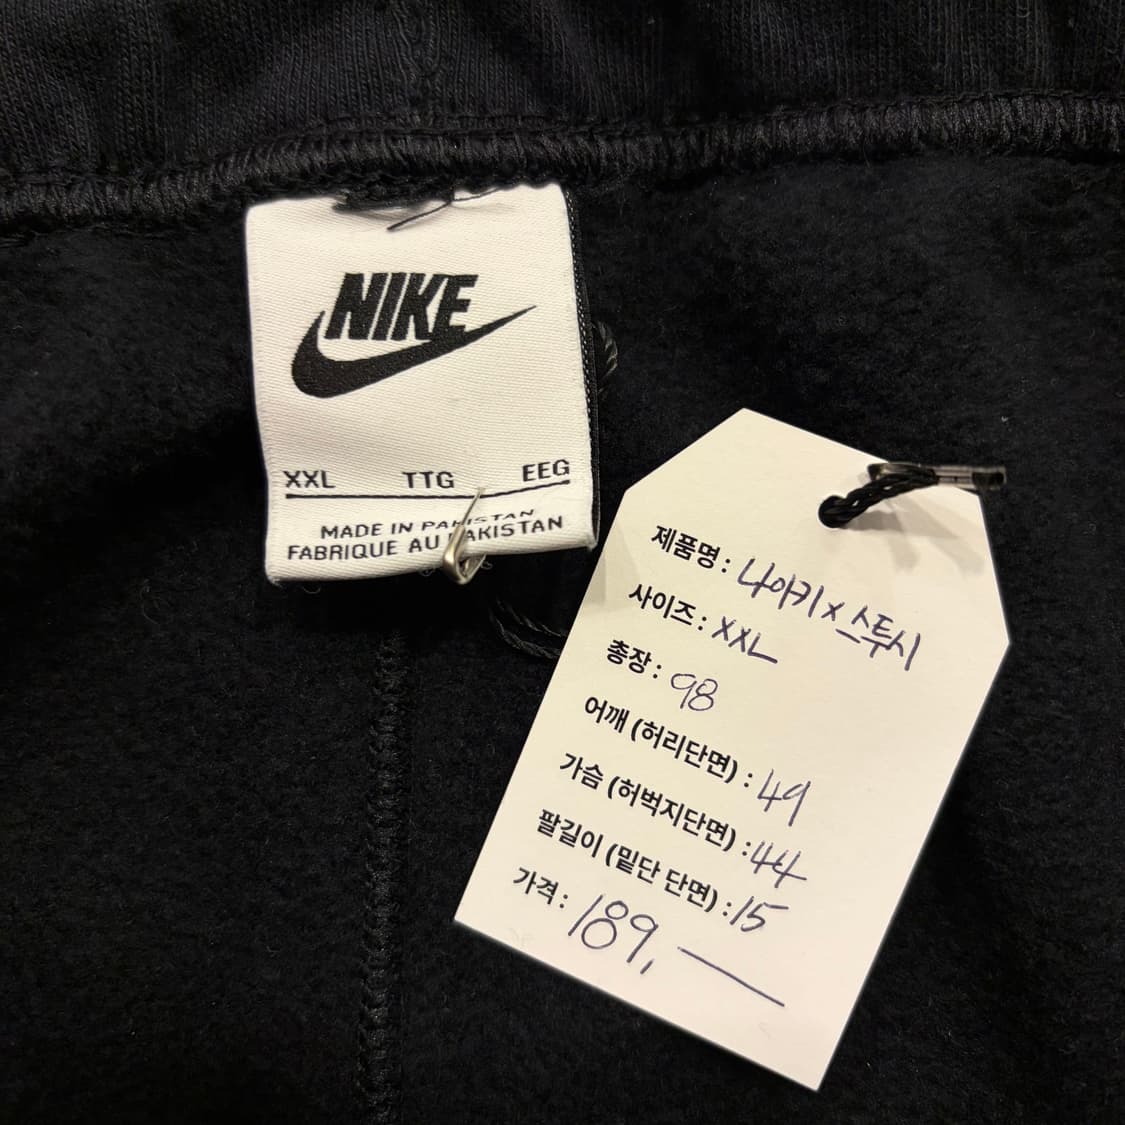 NIKE
XXL TTG EEG
MADE IN PAKISTAN
FABRIQUE AU PAKISTAN
제품명 : 나이키 x 스투시
사이즈 : XXL
총장 : 98
어깨 (허리단면) : 49
가슴 (허벅지단면) : 44
팔길이 (밑단 단면) : 15
가격 : 189,—